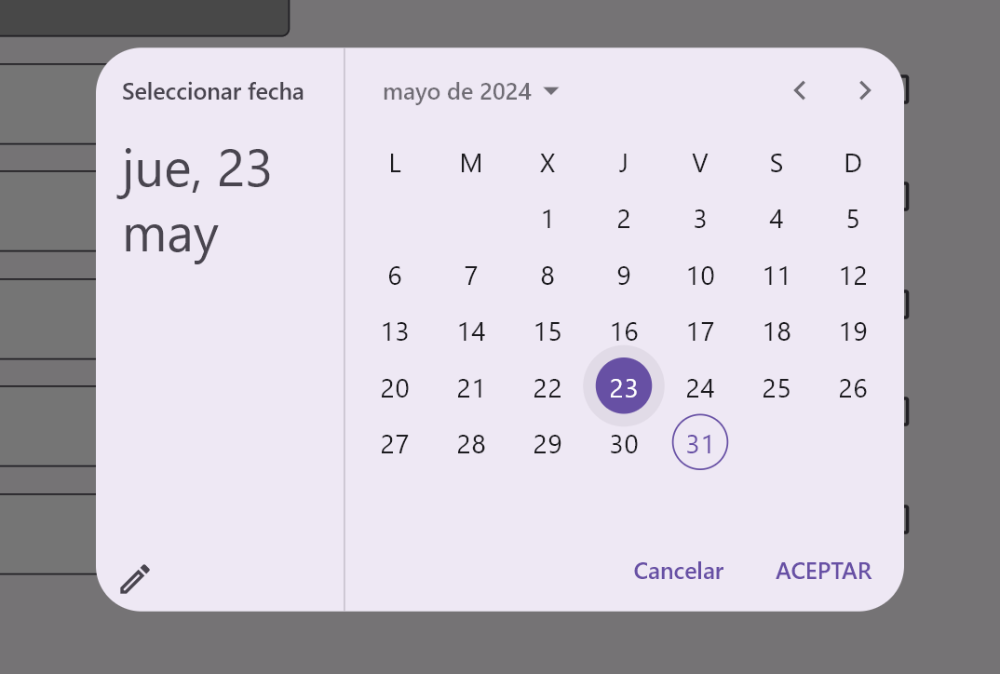 Seleccionar fecha
jue, 23
may
mayo de 2024
L M X J V S D
1 2 3 4 5
6 7 8 9 10 11 12
13 14 15 16 17 18 19
20 21 22 23 24 25 26
27 28 29 30 31
Cancelar ACEPTAR